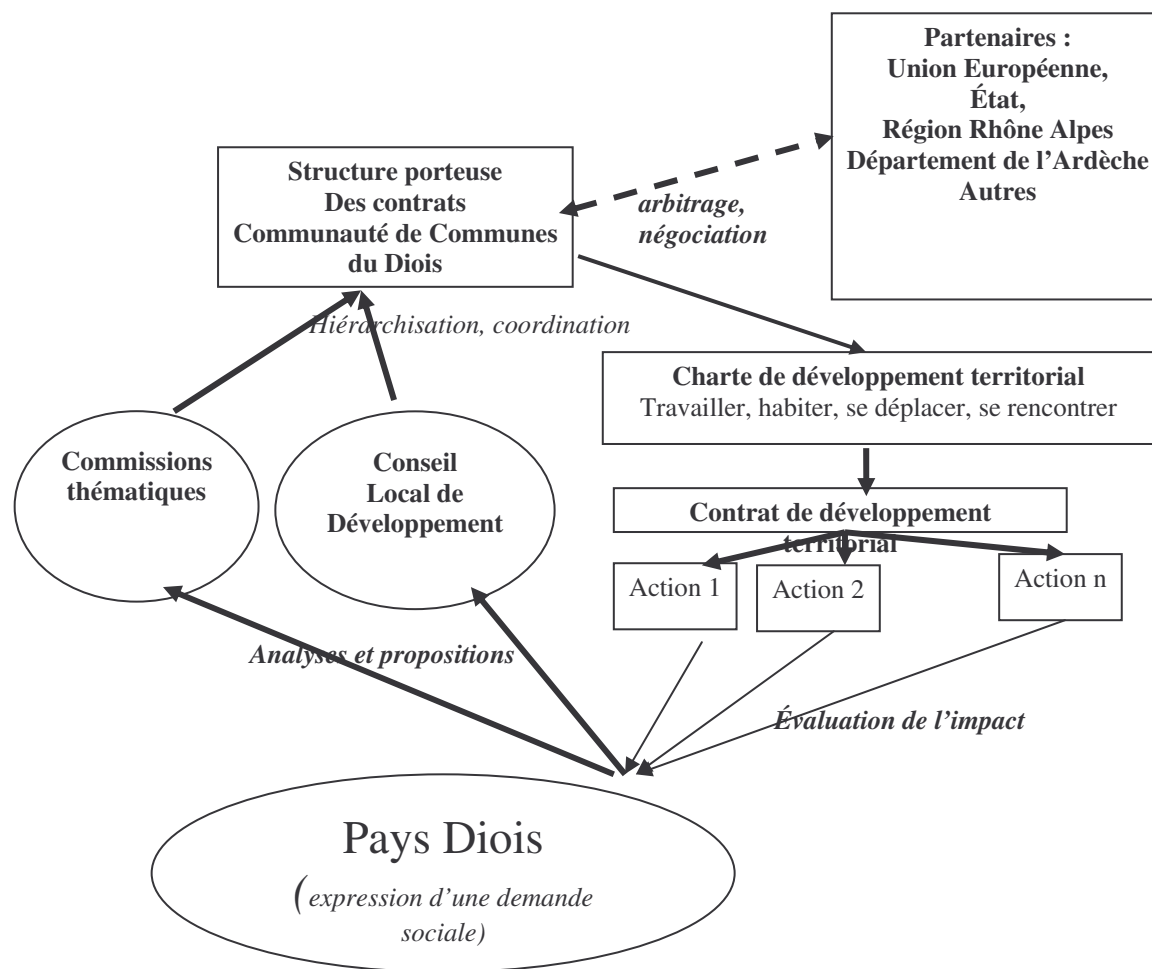 Partenaires :
Union Européenne,
État,
Région Rhône Alpes
Département de l'Ardèche
Autres
Structure porteuse
Des contrats
Communauté de Communes
du Diois
arbitrage,
négociation
Hiérarchisation, coordination
Charte de développement territorial
Travailler, habiter, se déplacer, se rencontrer
Commissions
thématiques
Conseil
Local de
Développement
Contrat de développement
territorial
Action 1
Action 2
Action n
Analyses et propositions
Évaluation de l'impact
Pays Diois
(expression d'une demande
sociale)